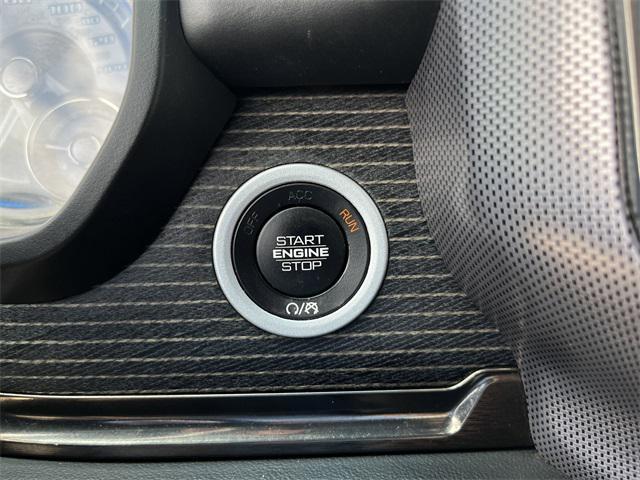 ACC
OFF
RUN
START
ENGINE
STOP